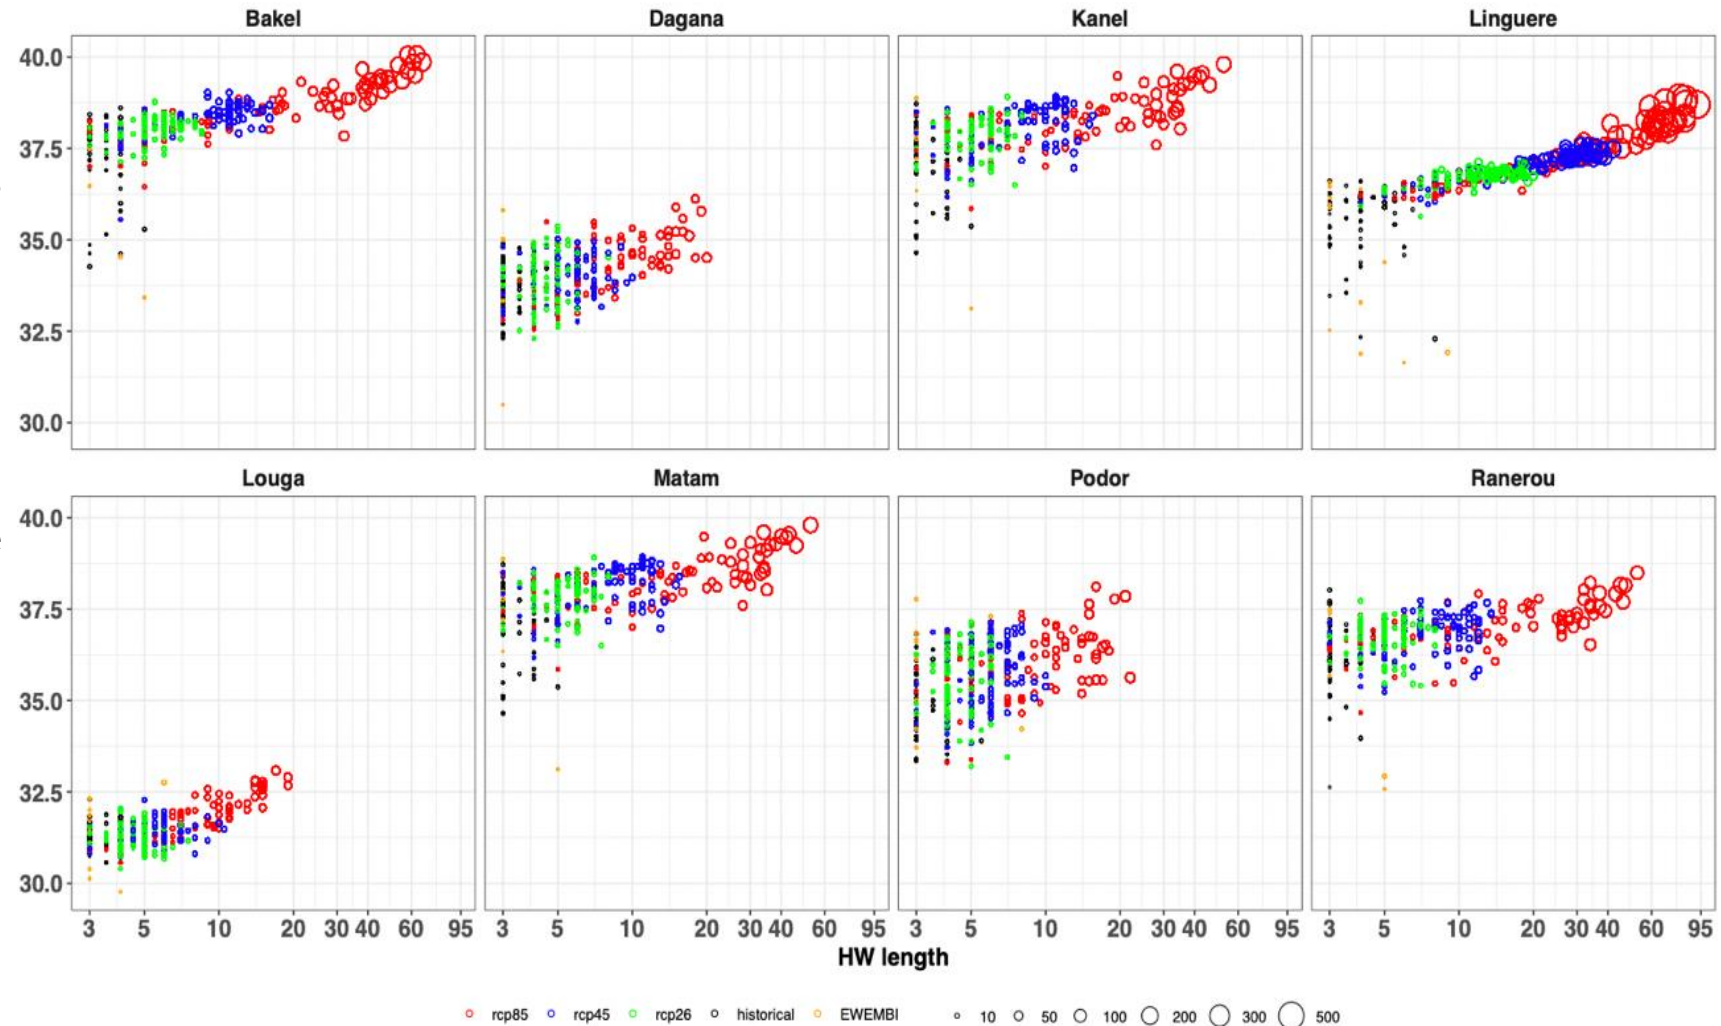 Bakel Dagana Kanel Linguere
40.0
37.5
35.0
32.5
30.0
Louga Matam Podor Ranerou
40.0
37.5
35.0
32.5
30.0
3 5 10 20 30 40 60 95 3 5 10 20 30 40 60 95 3 5 10 20 30 40 60 95 3 5 10 20 30 40 60 95
HW length
rcp85 rcp45 rcp26 historical EWEMBI 10 50 100 200 300 500